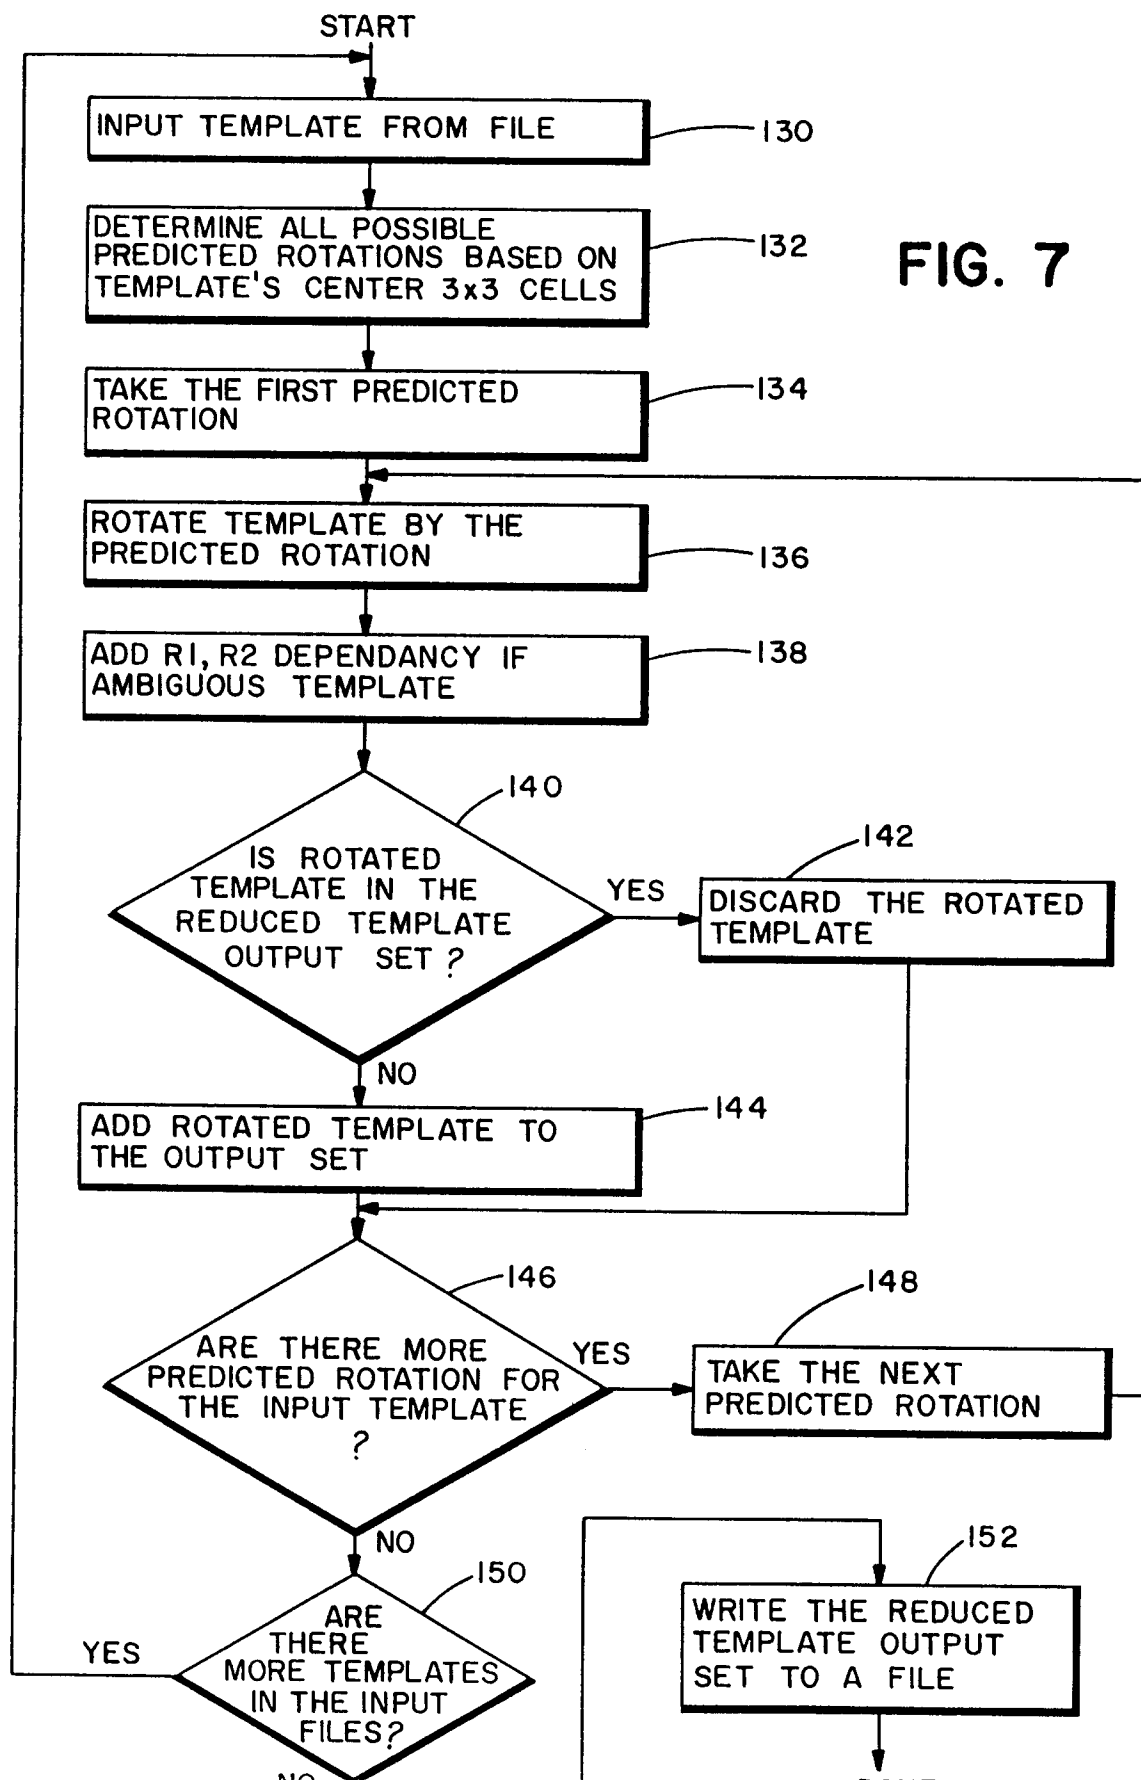 START
INPUT TEMPLATE FROM FILE
130
DETERMINE ALL POSSIBLE
PREDICTED ROTATIONS BASED ON
TEMPLATE'S CENTER 3x3 CELLS
132
FIG. 7
TAKE THE FIRST PREDICTED
ROTATION
134
ROTATE TEMPLATE BY THE
PREDICTED ROTATION
136
ADD R1, R2 DEPENDANCY IF
AMBIGUOUS TEMPLATE
138
140
IS ROTATED
TEMPLATE IN THE
REDUCED TEMPLATE
OUTPUT SET ?
YES
142
DISCARD THE ROTATED
TEMPLATE
NO
ADD ROTATED TEMPLATE TO
THE OUTPUT SET
144
146
ARE THERE MORE
PREDICTED ROTATION FOR
THE INPUT TEMPLATE
?
YES
148
TAKE THE NEXT
PREDICTED ROTATION
NO
150
ARE
THERE
MORE TEMPLATES
IN THE INPUT
FILES?
YES
152
WRITE THE REDUCED
TEMPLATE OUTPUT
SET TO A FILE
NO